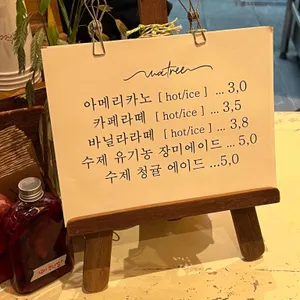 matree
아메리카노 [ hot/ice ] ... 3,0
카페라떼 [ hot/ice ] ... 3,5
바닐라라떼 [ hot/ice ] ... 3,8
수제 유기농 장미에이드 ... 5,0
수제 청귤 에이드 ...5,0